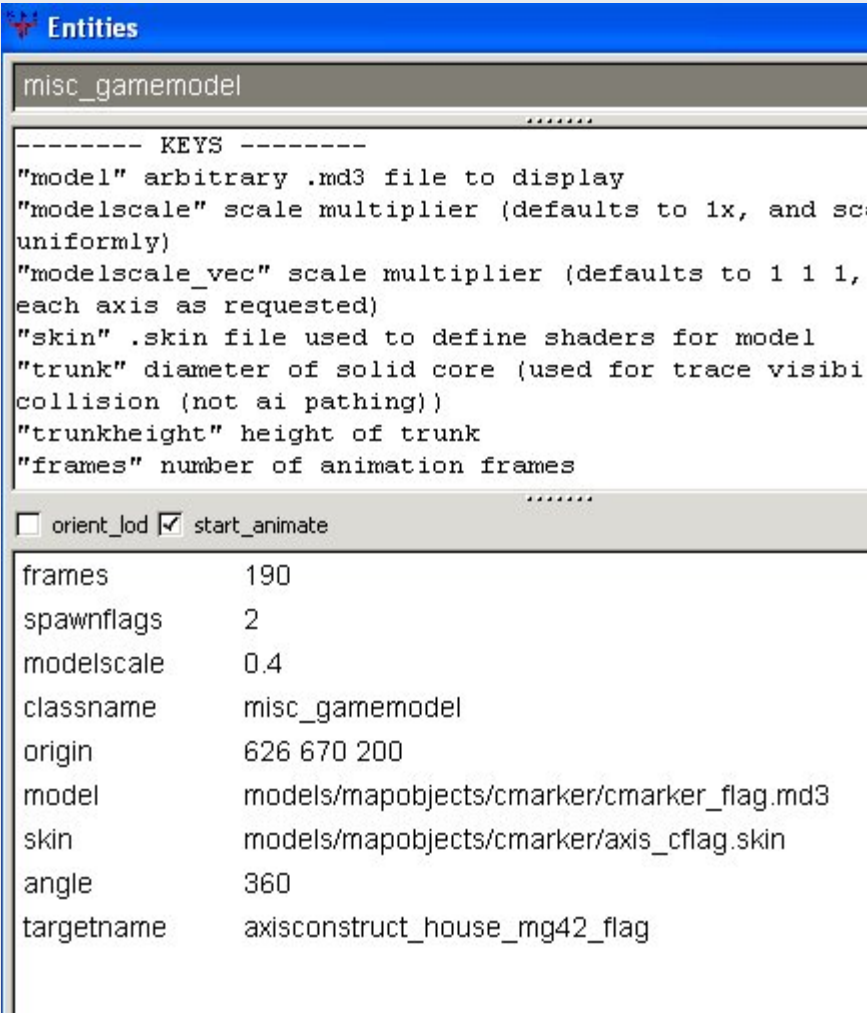 Entities
misc_gamemodel
-------- KEYS --------
"model" arbitrary .md3 file to display
"modelscale" scale multiplier (defaults to 1x, and sc
uniformly)
"modelscale_vec" scale multiplier (defaults to 1 1 1,
each axis as requested)
"skin" .skin file used to define shaders for model
"trunk" diameter of solid core (used for trace visibi
collision (not ai pathing))
"trunkheight" height of trunk
"frames" number of animation frames
orient_lod start_animate
frames 190
spawnflags 2
modelscale 0.4
classname misc_gamemodel
origin 626 670 200
model models/mapobjects/cmarker/cmarker_flag.md3
skin models/mapobjects/cmarker/axis_cflag.skin
angle 360
targetname axisconstruct_house_mg42_flag